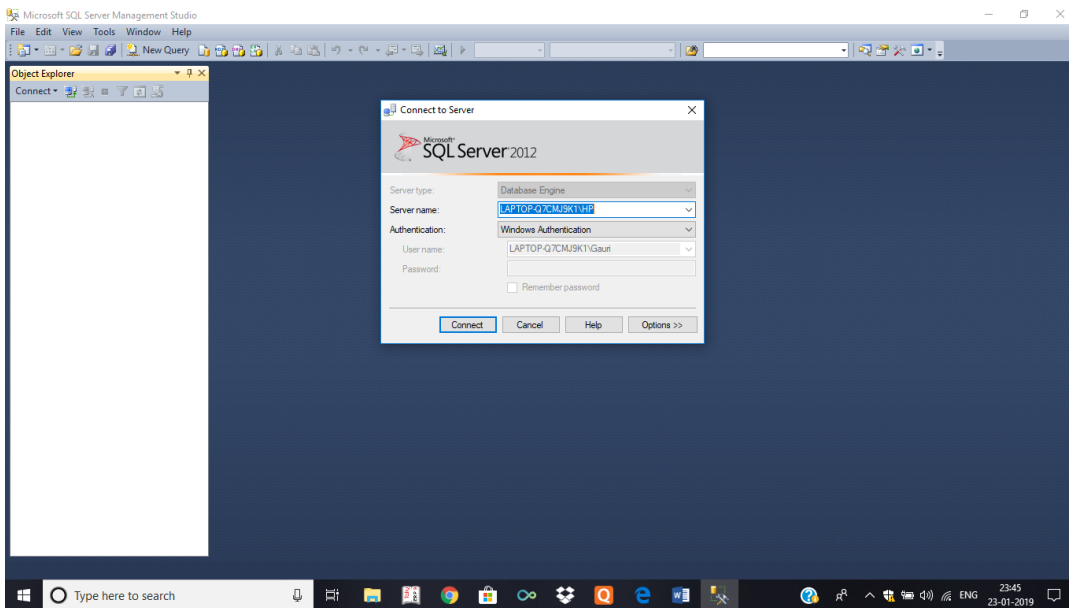 Microsoft SQL Server Management Studio
File Edit View Tools Window Help
New Query
Object Explorer
Connect
Connect to Server
Microsoft
SQL Server 2012
Server type: Database Engine
Server name: LAPTOP-Q7CMJ9K1\HP
Authentication: Windows Authentication
User name: LAPTOP-Q7CMJ9K1\Gauri
Password:
Remember password
Connect Cancel Help Options >>
Type here to search
ENG
23:45
23-01-2019